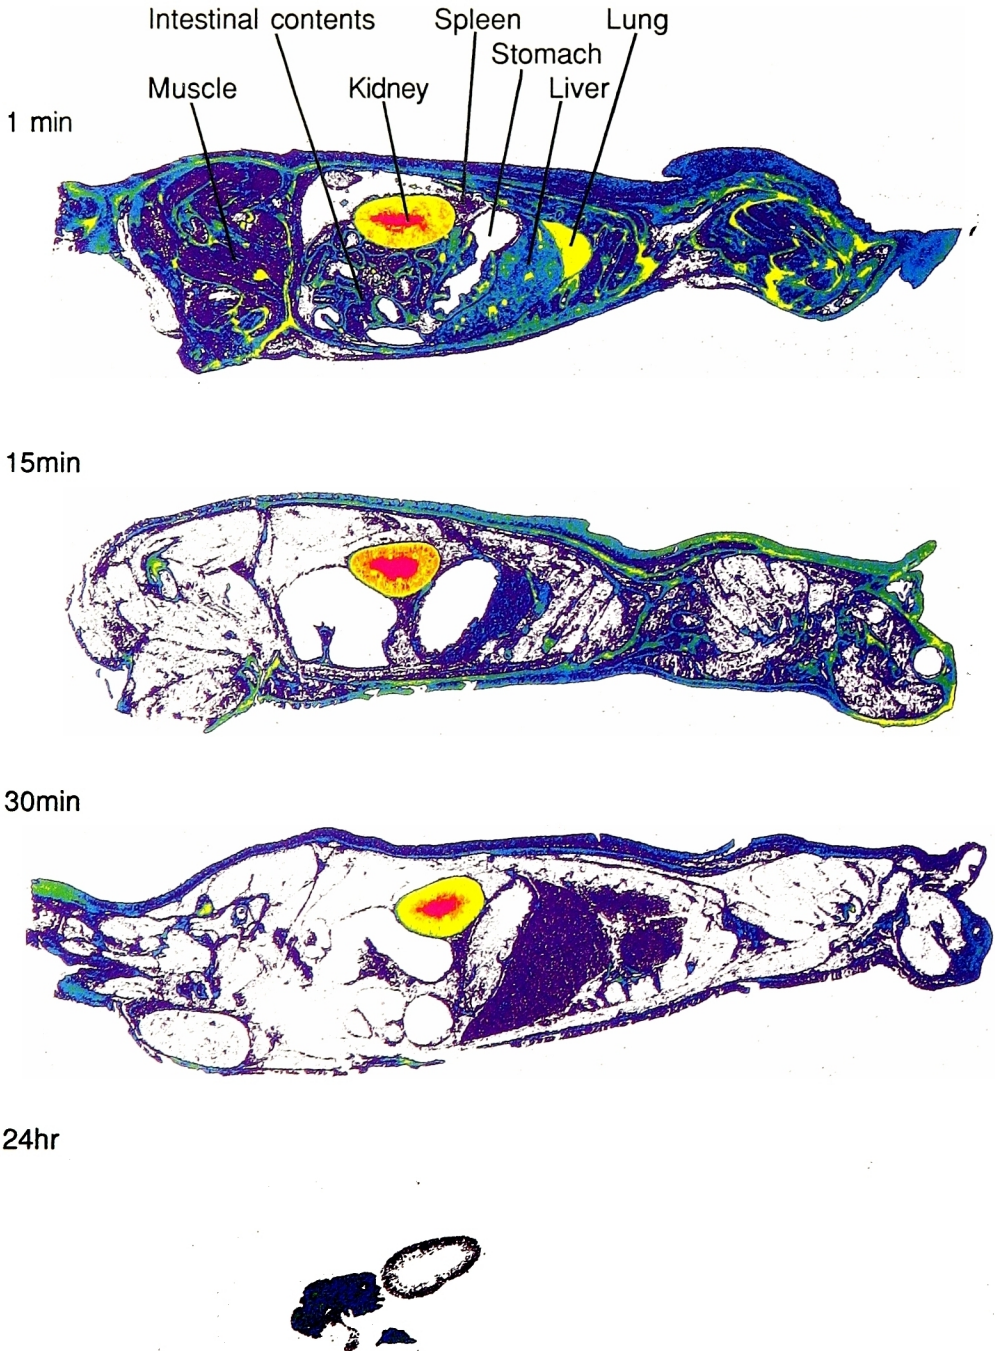 Intestinal contents Spleen Lung
Stomach
Muscle Kidney Liver
1 min
15min
30min
24hr